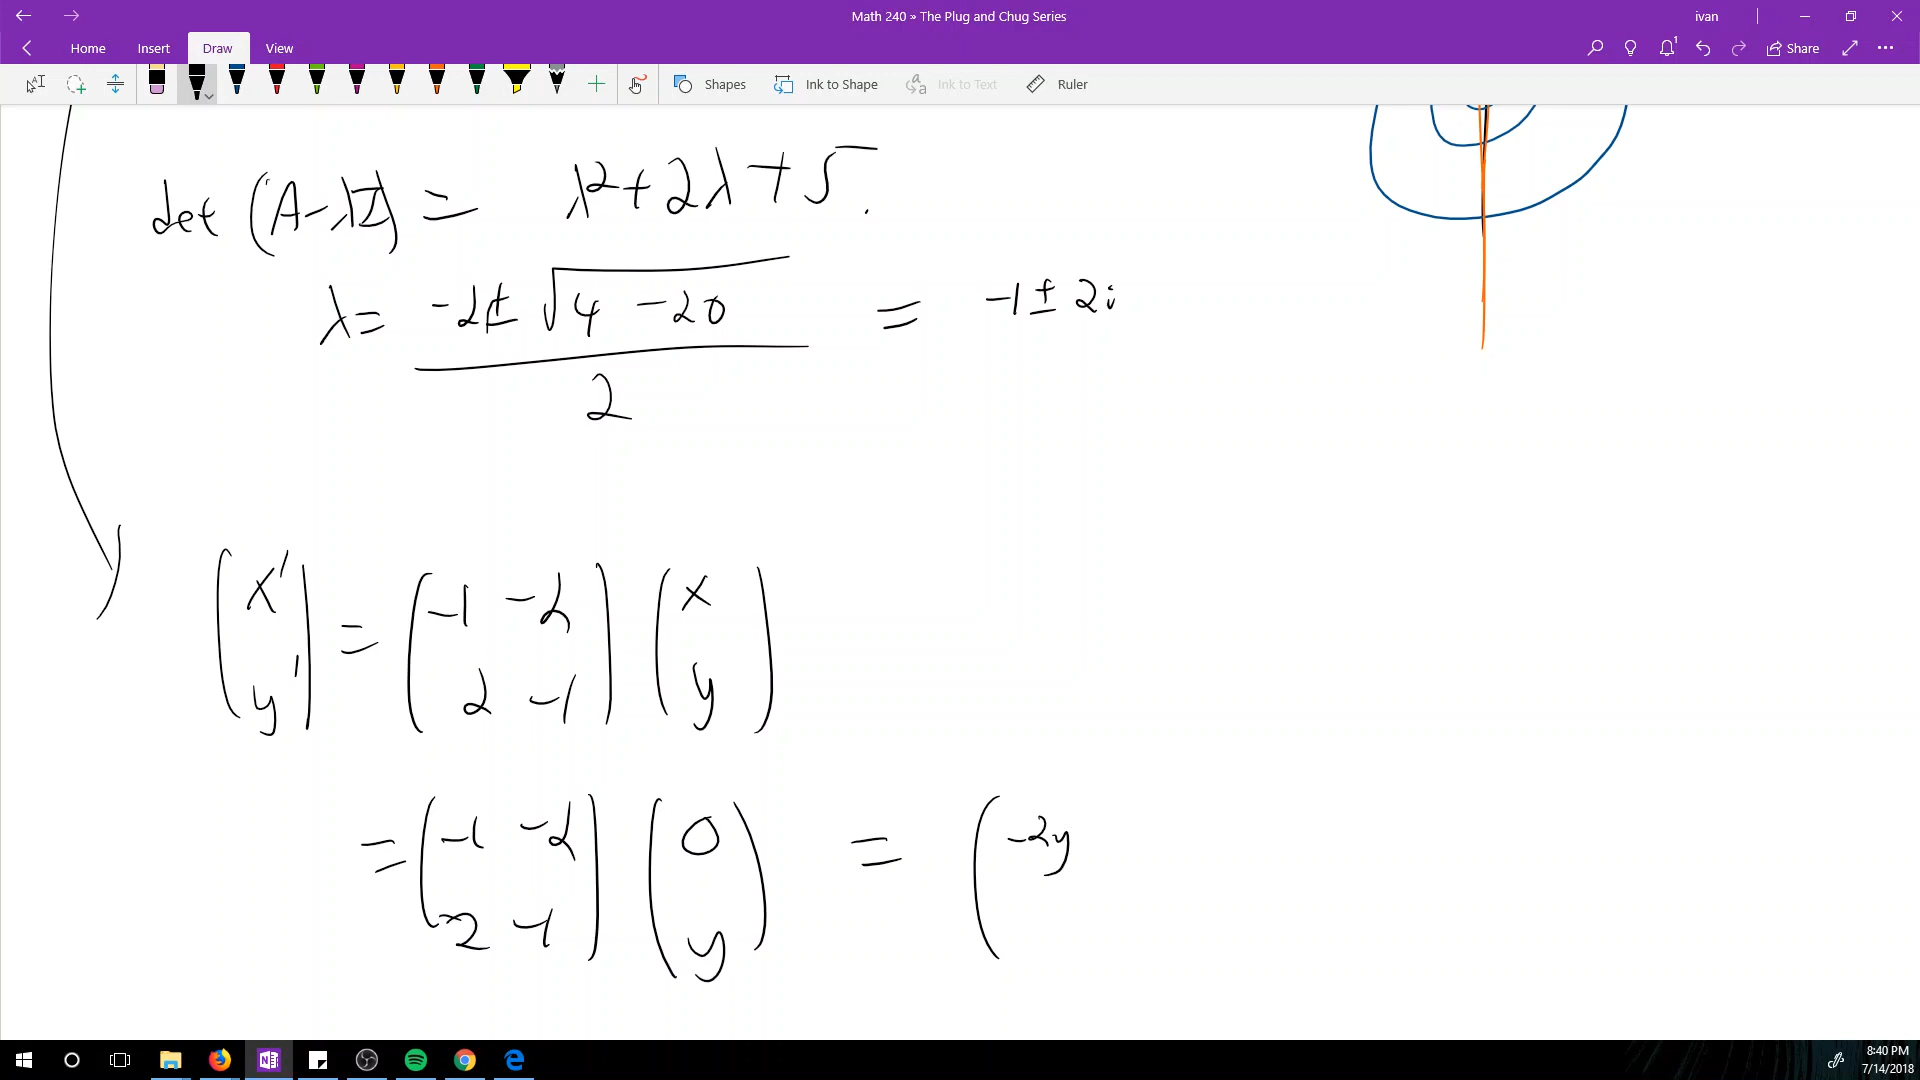 Math 240 » The Plug and Chug Series
ivan
Home Insert Draw View
1
Share
Shapes Ink to Shape Ink to Text Ruler
det (A-λI) = λ² + 2λ + 5.
λ = (-2 ± √(4 - 20)) / 2 = -1 ± 2i
(x' y') = (-1 -2 2 -1) (x y)
= (-1 -2 2 -1) (0 y) = (-2y
8:40 PM
7/14/2018